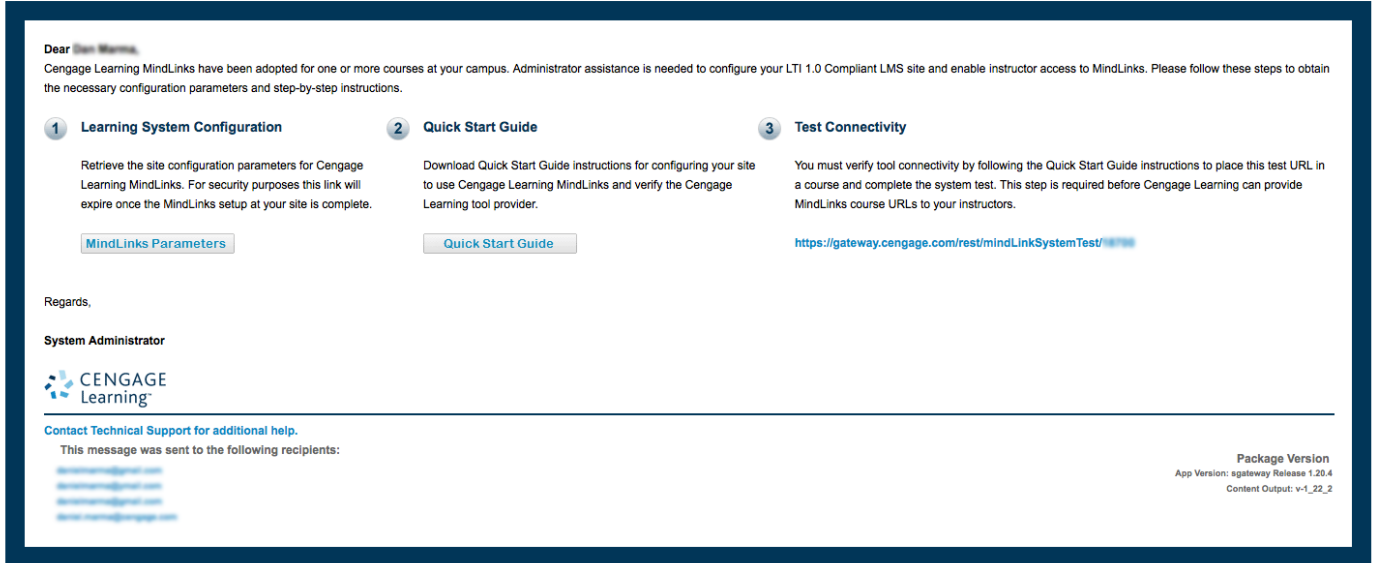 Dear
Cengage Learning MindLinks have been adopted for one or more courses at your campus. Administrator assistance is needed to configure your LTI 1.0 Compliant LMS site and enable instructor access to MindLinks. Please follow these steps to obtain
the necessary configuration parameters and step-by-step instructions.
1 Learning System Configuration
Retrieve the site configuration parameters for Cengage
Learning MindLinks. For security purposes this link will
expire once the MindLinks setup at your site is complete.
MindLinks Parameters
2 Quick Start Guide
Download Quick Start Guide instructions for configuring your site
to use Cengage Learning MindLinks and verify the Cengage
Learning tool provider.
Quick Start Guide
3 Test Connectivity
You must verify tool connectivity by following the Quick Start Guide instructions to place this test URL in
a course and complete the system test. This step is required before Cengage Learning can provide
MindLinks course URLs to your instructors.
https://gateway.cengage.com/rest/mindLinkSystemTest/
Regards,
System Administrator
CENGAGE
Learning™
Contact Technical Support for additional help.
This message was sent to the following recipients:
Package Version
App Version: sgateway Release 1.20.4
Content Output: v-1_22_2